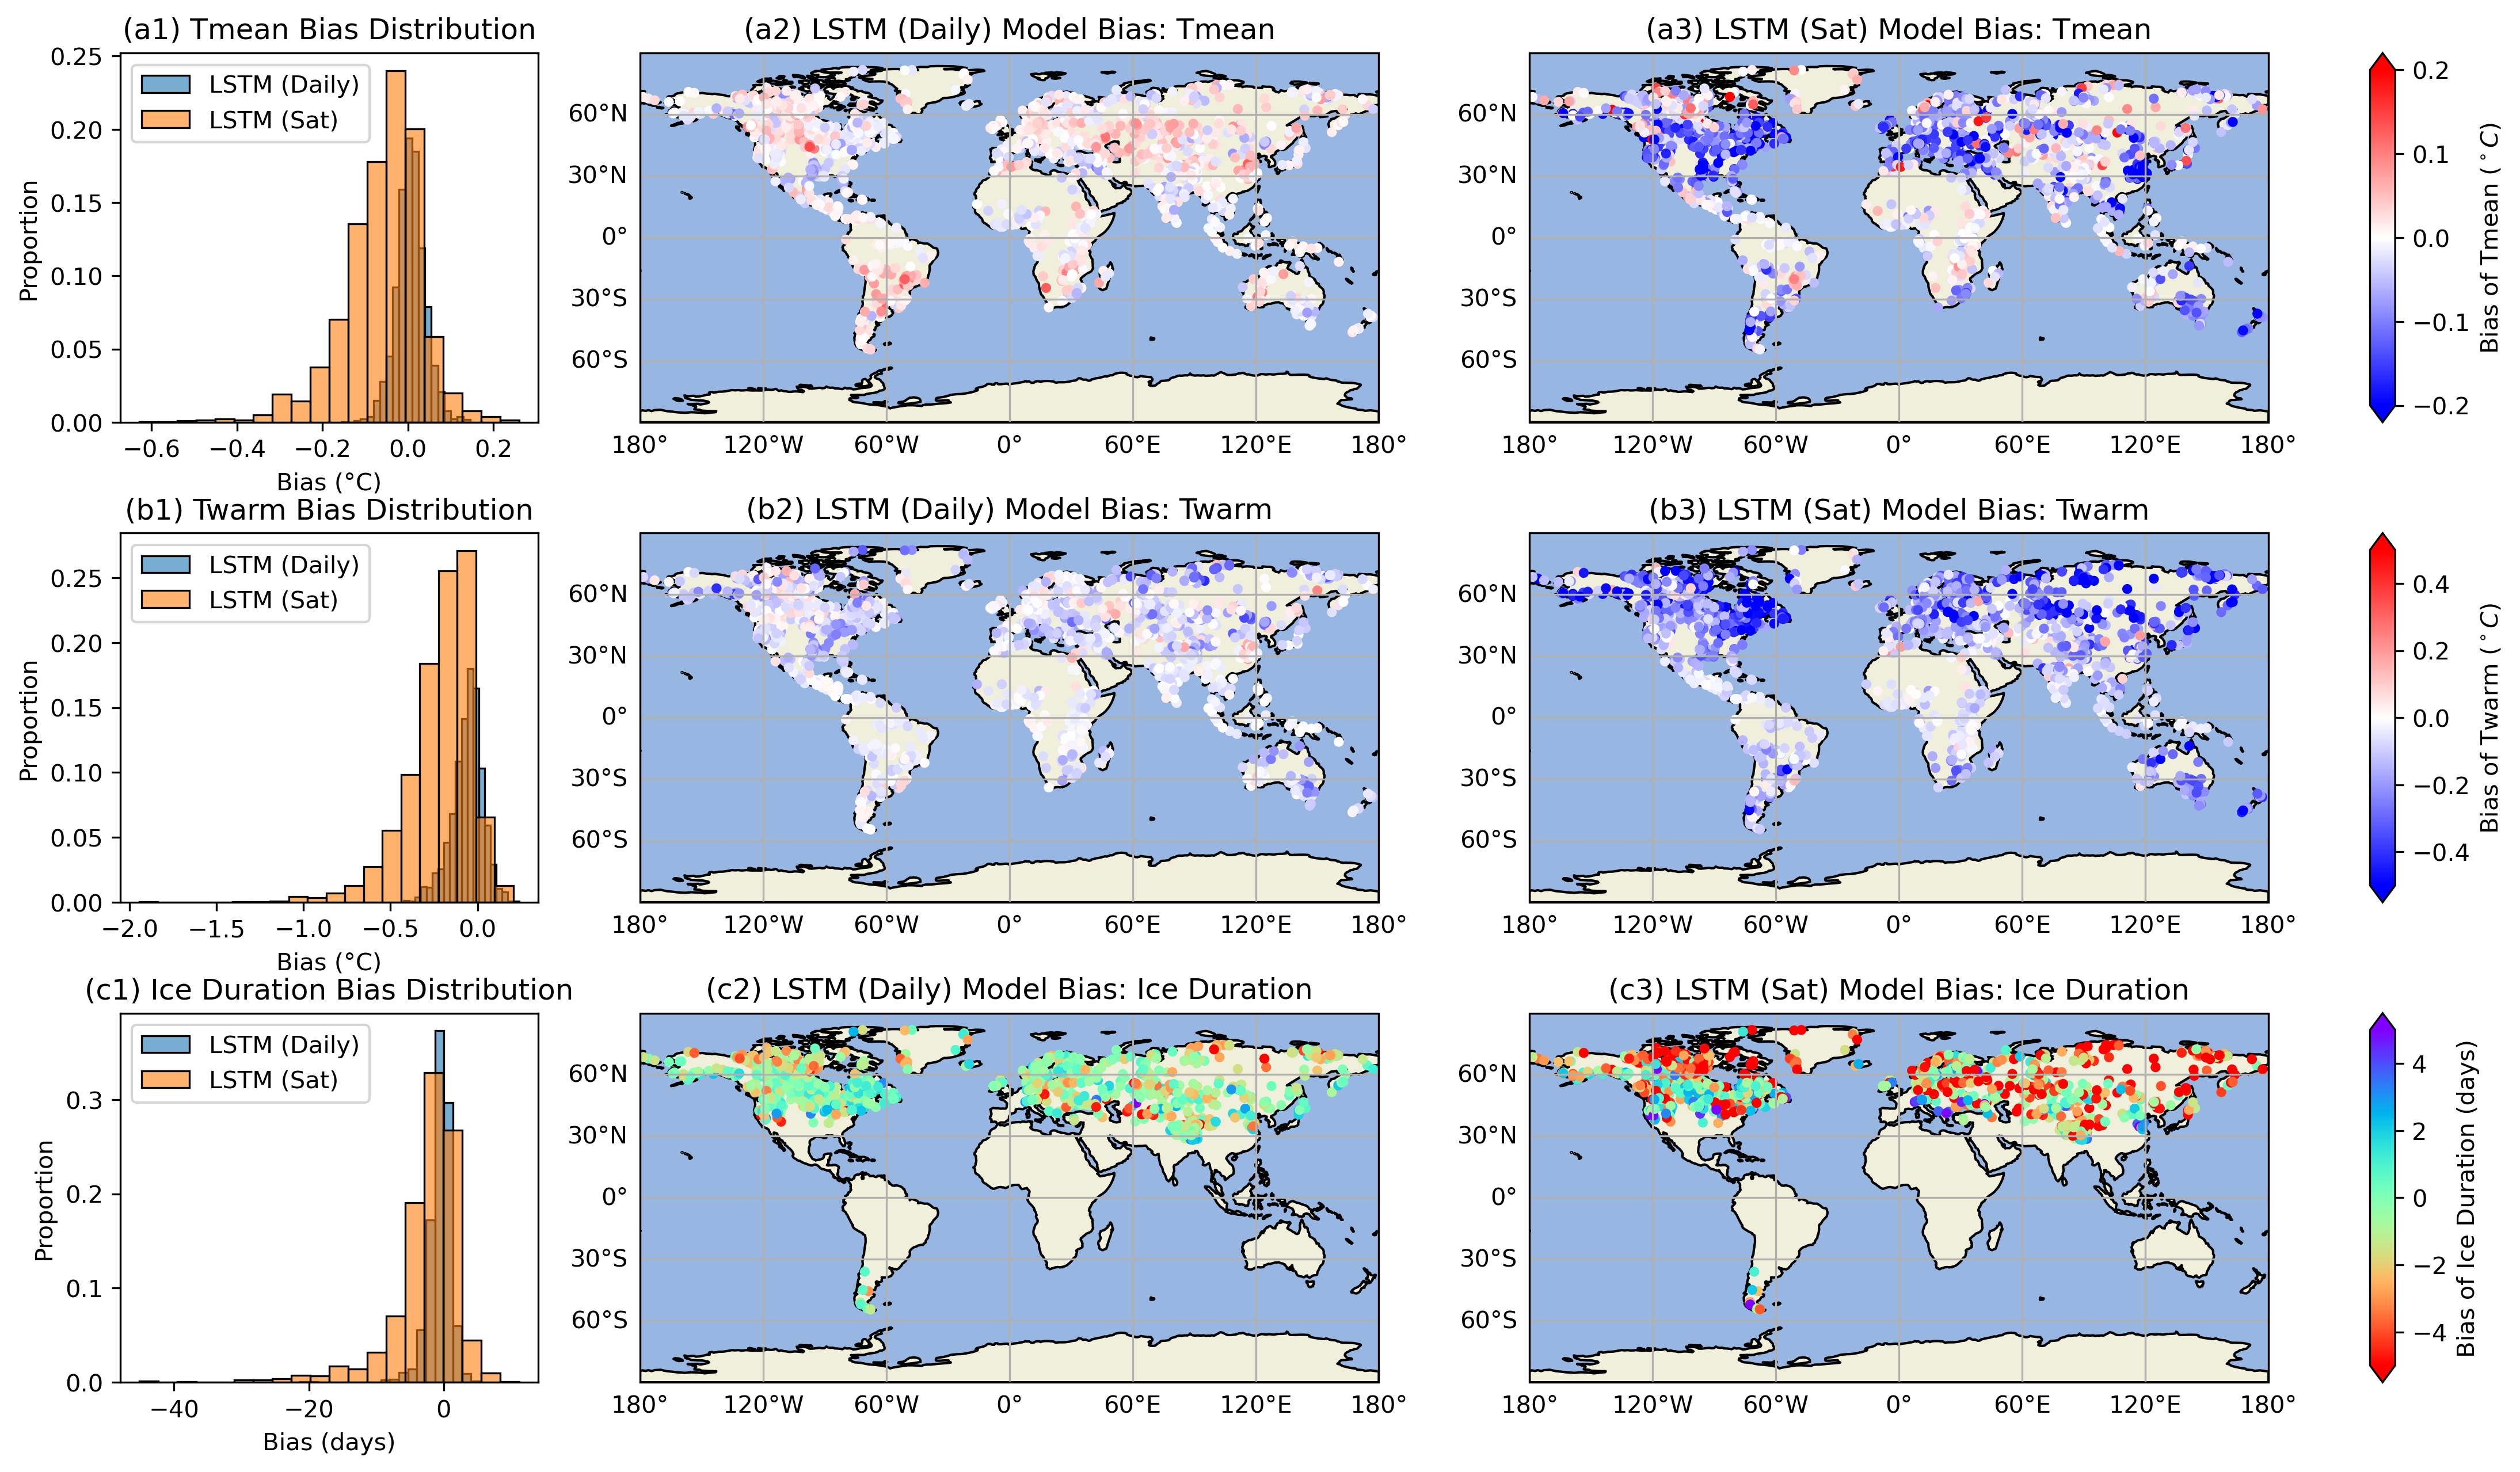 (a1) Tmean Bias Distribution
0.25
0.20
0.15
0.10
0.05
0.00
Proportion
LSTM (Daily)
LSTM (Sat)
−0.6 −0.4 −0.2 0.0 0.2
Bias (°C)
(a2) LSTM (Daily) Model Bias: Tmean
60°N
30°N
0°
30°S
60°S
180° 120°W 60°W 0° 60°E 120°E 180°
(a3) LSTM (Sat) Model Bias: Tmean
60°N
30°N
0°
30°S
60°S
180° 120°W 60°W 0° 60°E 120°E 180°
0.2
0.1
0.0
−0.1
−0.2
Bias of Tmean (°C)
(b1) Twarm Bias Distribution
0.25
0.20
0.15
0.10
0.05
0.00
Proportion
LSTM (Daily)
LSTM (Sat)
−2.0 −1.5 −1.0 −0.5 0.0
Bias (°C)
(b2) LSTM (Daily) Model Bias: Twarm
60°N
30°N
0°
30°S
60°S
180° 120°W 60°W 0° 60°E 120°E 180°
(b3) LSTM (Sat) Model Bias: Twarm
60°N
30°N
0°
30°S
60°S
180° 120°W 60°W 0° 60°E 120°E 180°
0.4
0.2
0.0
−0.2
−0.4
Bias of Twarm (°C)
(c1) Ice Duration Bias Distribution
0.3
0.2
0.1
0.0
Proportion
LSTM (Daily)
LSTM (Sat)
−40 −20 0
Bias (days)
(c2) LSTM (Daily) Model Bias: Ice Duration
60°N
30°N
0°
30°S
60°S
180° 120°W 60°W 0° 60°E 120°E 180°
(c3) LSTM (Sat) Model Bias: Ice Duration
60°N
30°N
0°
30°S
60°S
180° 120°W 60°W 0° 60°E 120°E 180°
4
2
0
−2
−4
Bias of Ice Duration (days)